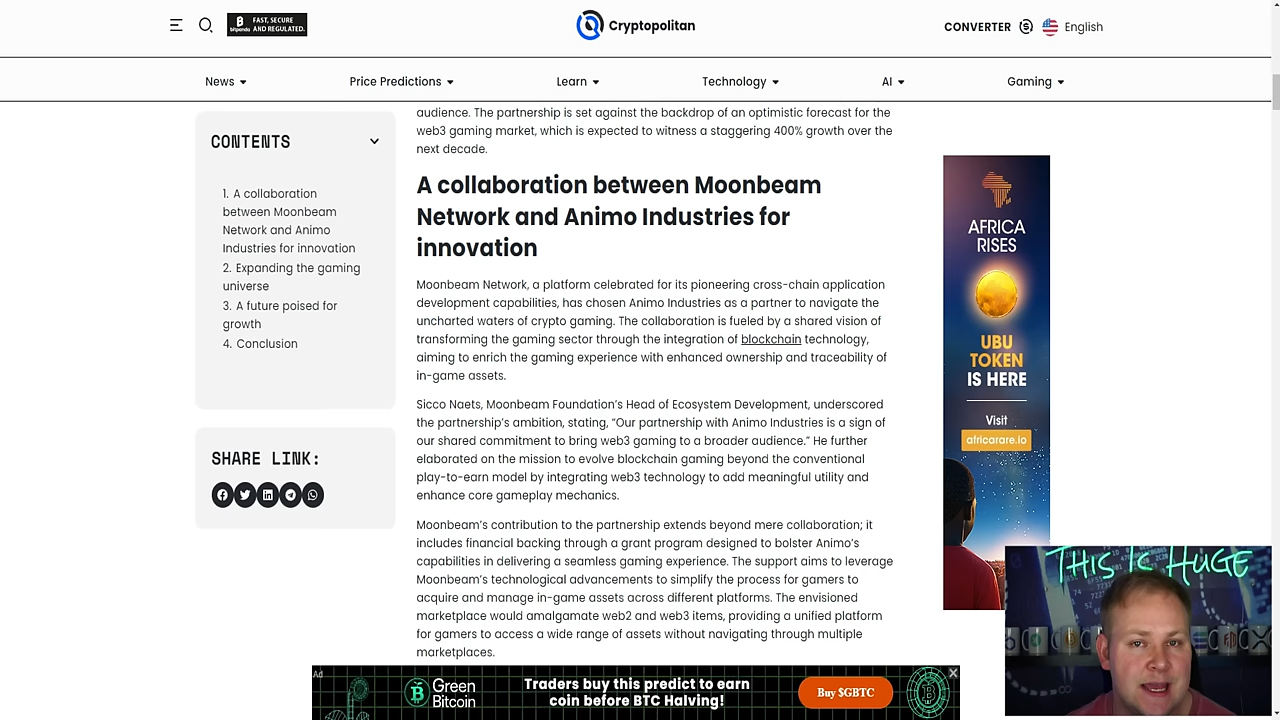 bitpanda
FAST, SECURE
AND REGULATED.
Cryptopolitan
CONVERTER
English
News
Price Predictions
Learn
Technology
AI
Gaming
CONTENTS
1. A collaboration
between Moonbeam
Network and Animo
Industries for innovation
2. Expanding the gaming
universe
3. A future poised for
growth
4. Conclusion
SHARE LINK:
audience. The partnership is set against the backdrop of an optimistic forecast for the
web3 gaming market, which is expected to witness a staggering 400% growth over the
next decade.
A collaboration between Moonbeam
Network and Animo Industries for
innovation
Moonbeam Network, a platform celebrated for its pioneering cross-chain application
development capabilities, has chosen Animo Industries as a partner to navigate the
uncharted waters of crypto gaming. The collaboration is fueled by a shared vision of
transforming the gaming sector through the integration of blockchain technology,
aiming to enrich the gaming experience with enhanced ownership and traceability of
in-game assets.
Sicco Naets, Moonbeam Foundation’s Head of Ecosystem Development, underscored
the partnership’s ambition, stating, “Our partnership with Animo Industries is a sign of
our shared commitment to bring web3 gaming to a broader audience.” He further
elaborated on the mission to evolve blockchain gaming beyond the conventional
play-to-earn model by integrating web3 technology to add meaningful utility and
enhance core gameplay mechanics.
Moonbeam’s contribution to the partnership extends beyond mere collaboration; it
includes financial backing through a grant program designed to bolster Animo’s
capabilities in delivering a seamless gaming experience. The support aims to leverage
Moonbeam’s technological advancements to simplify the process for gamers to
acquire and manage in-game assets across different platforms. The envisioned
marketplace would amalgamate web2 and web3 items, providing a unified platform
for gamers to access a wide range of assets without navigating through multiple
marketplaces.
AFRICA
RISES
UBU
TOKEN
IS HERE
Visit
africarare.io
THIS IS HUGE
Ad
Green
Bitcoin
Traders buy this predict to earn
coin before BTC Halving!
Buy $GBTC